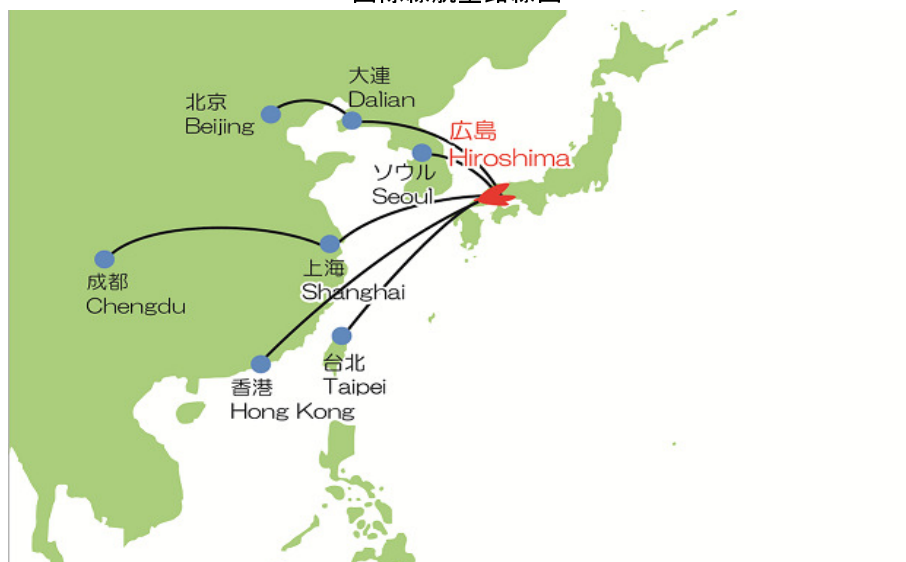 大連
Dalian
北京
Beijing
広島
Hiroshima
ソウル
Seoul
上海
Shanghai
成都
Chengdu
台北
Taipei
香港
Hong Kong